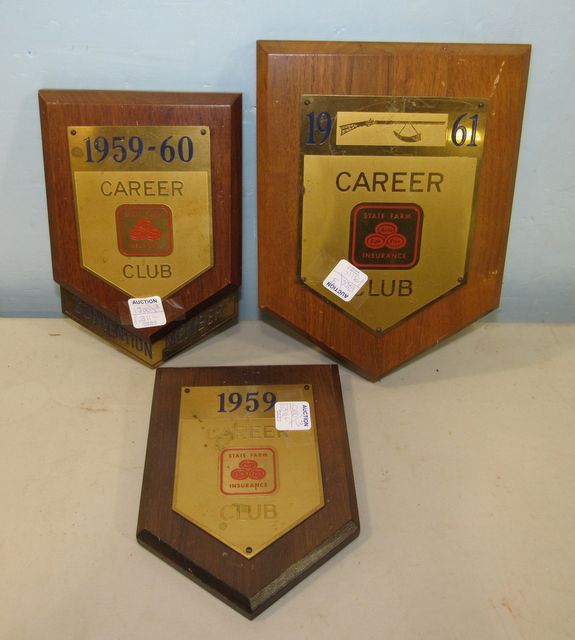 1959-60
CAREER
CLUB
AUCTION
19 61
CAREER
STATE FARM
INSURANCE
CLUB
AUCTION
1959
CAREER
STATE FARM
INSURANCE
CLUB
AUCTION